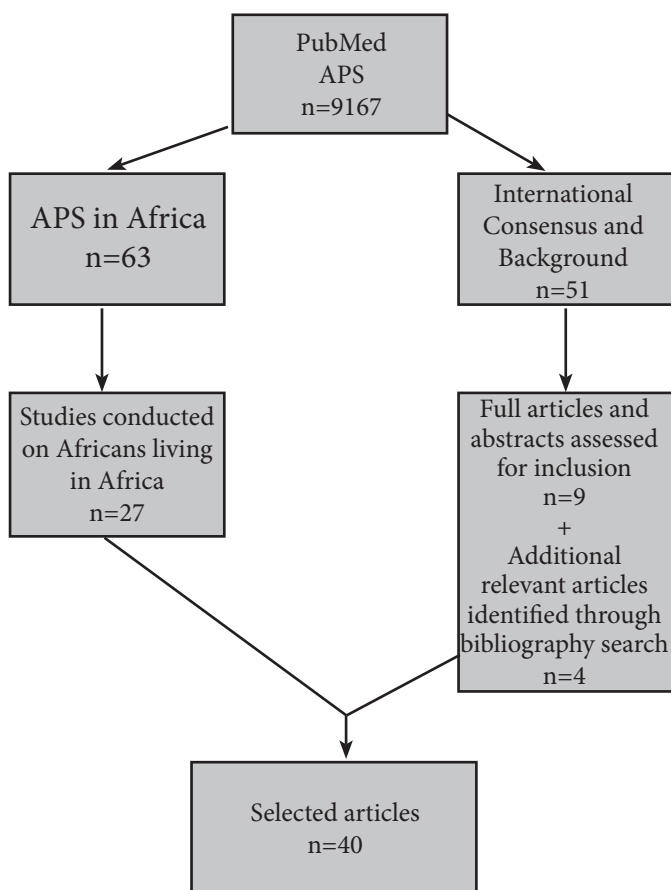 PubMed
APS
n=9167
APS in Africa
n=63
International
Consensus and
Background
n=51
Studies conducted
on Africans living
in Africa
n=27
Full articles and
abstracts assessed
for inclusion
n=9
+
Additional
relevant articles
identified through
bibliography search
n=4
Selected articles
n=40